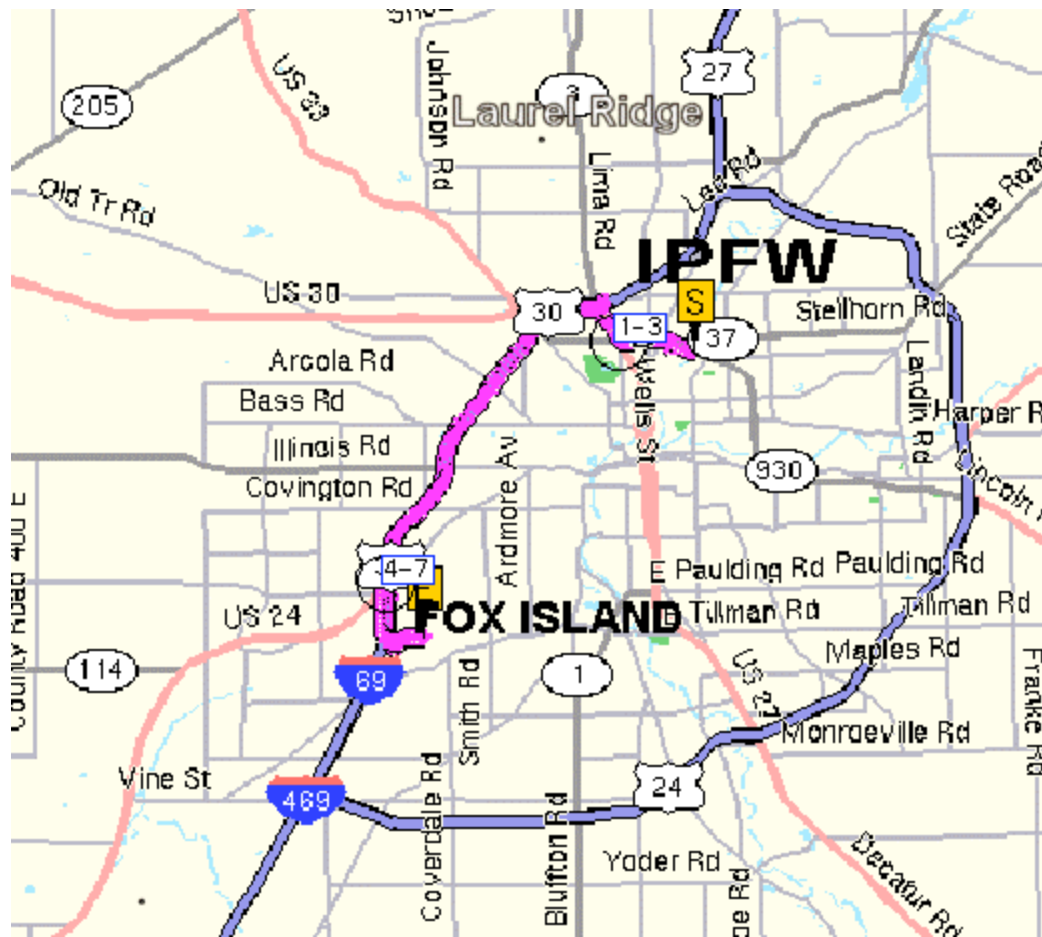 US 33
Johnson Rd
27
205
3
Laurel Ridge
Lima Rd
Leo Rd
State Road
Old Tr Rd
IPFW
US 30
30
S
1-3
37
Stellhorn Rd
Arcola Rd
Bass Rd
Wells St
Landin Rd
Harper R
Illinois Rd
Ardmore Av
930
Covington Rd
Lincoln
County Road 400 E
4-7
E Paulding Rd
Paulding Rd
US 24
FOX ISLAND
Tillman Rd
Tillman Rd
114
69
Smith Rd
1
US 27
Maples Rd
Franke Rd
Monroeville Rd
Vine St
469
24
Coverdale Rd
Bluffton Rd
Yoder Rd
Decatur Rd
ge Rd